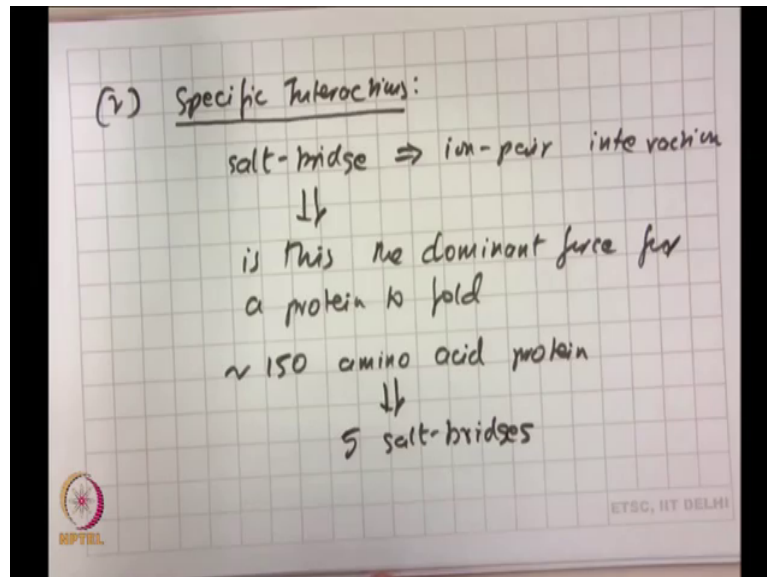 (2) Specific Interactions:
salt-bridge ⇒ ion-pair interaction
⇓
is this the dominant force for
a protein to fold
~ 150 amino acid protein
⇓
5 salt-bridges
ETSC, IIT DELHI
NPTEL